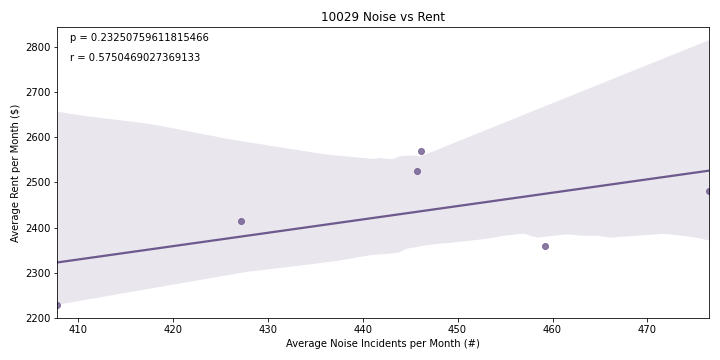 10029 Noise vs Rent
p = 0.23250759611815466
r = 0.5750469027369133
2800
2700
2600
2500
2400
2300
2200
Average Rent per Month ($)
410 420 430 440 450 460 470
Average Noise Incidents per Month (#)